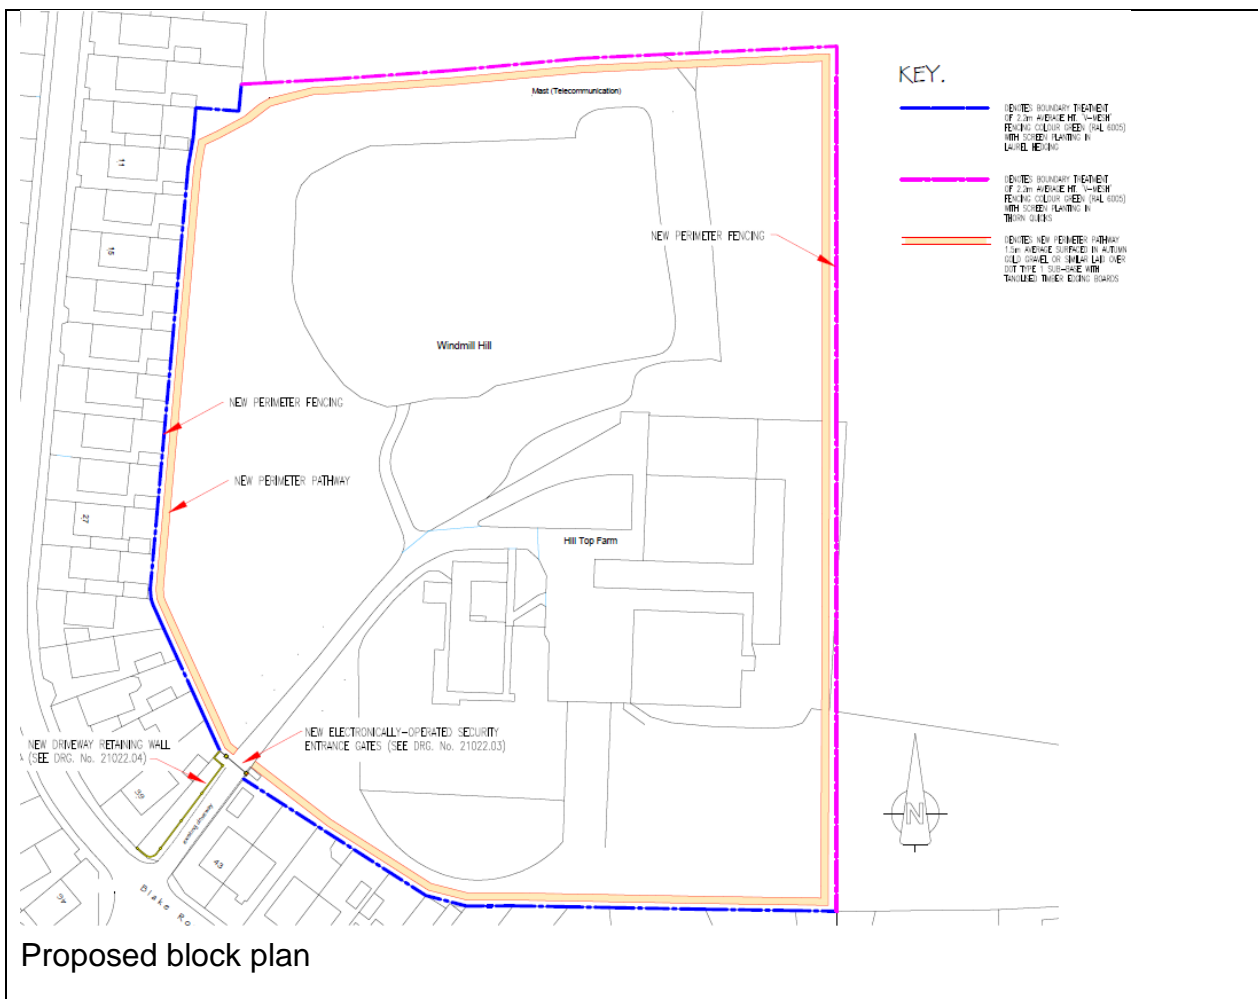 KEY.
DENOTES BOUNDARY TREATMENT
OF 2.2m AVERAGE HT. 'V-MESH'
FENCING COLOUR GREEN (RAL 6005)
WITH SCREEN PLANTING IN
LAUREL HEDGING
DENOTES BOUNDARY TREATMENT
OF 2.2m AVERAGE HT. 'V-MESH'
FENCING COLOUR GREEN (RAL 6005)
WITH SCREEN PLANTING IN
THORN QUICKS
DENOTES NEW PERIMETER PATHWAY
1.5m AVERAGE SURFACED IN AUTUMN
GOLD GRAVEL OR SIMILAR LAID OVER
DOT TYPE 1 SUB-BASE WITH
TANALISED TIMBER EDGING BOARDS
Mast (Telecommunication)
11
15
NEW PERIMETER FENCING
Windmill Hill
NEW PERIMETER FENCING
NEW PERIMETER PATHWAY
27
Hill Top Farm
NEW ELECTRONICALLY-OPERATED SECURITY
ENTRANCE GATES (SEE DRG. No. 21022.03)
NEW DRIVEWAY RETAINING WALL
(SEE DRG. No. 21022.04)
39
existing driveway
43
Blake Ro
N
Proposed block plan